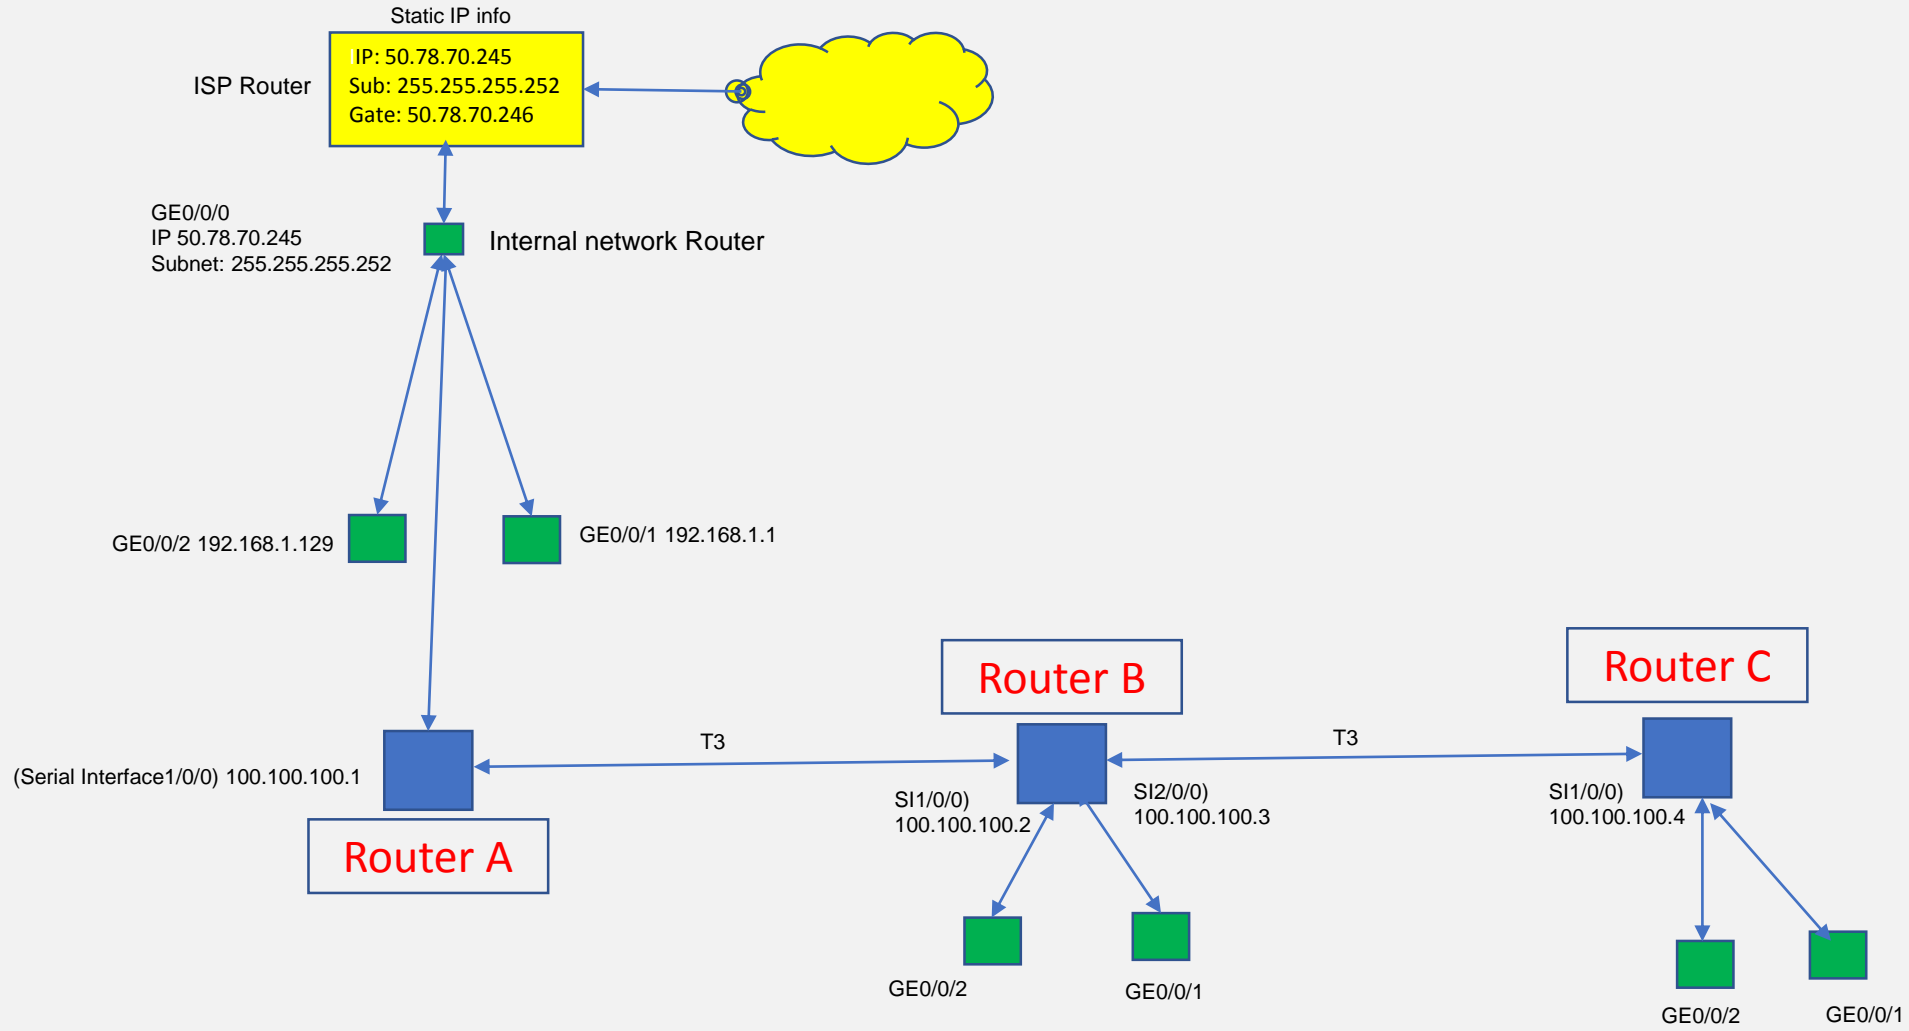 Static IP info
IP: 50.78.70.245
Sub: 255.255.255.252
Gate: 50.78.70.246
ISP Router
GE0/0/0
IP 50.78.70.245
Subnet: 255.255.255.252
Internal network Router
GE0/0/2 192.168.1.129
GE0/0/1 192.168.1.1
Router B
Router C
T3
T3
(Serial Interface1/0/0) 100.100.100.1
SI1/0/0)
100.100.100.2
SI2/0/0)
100.100.100.3
SI1/0/0)
100.100.100.4
Router A
GE0/0/2
GE0/0/1
GE0/0/2
GE0/0/1